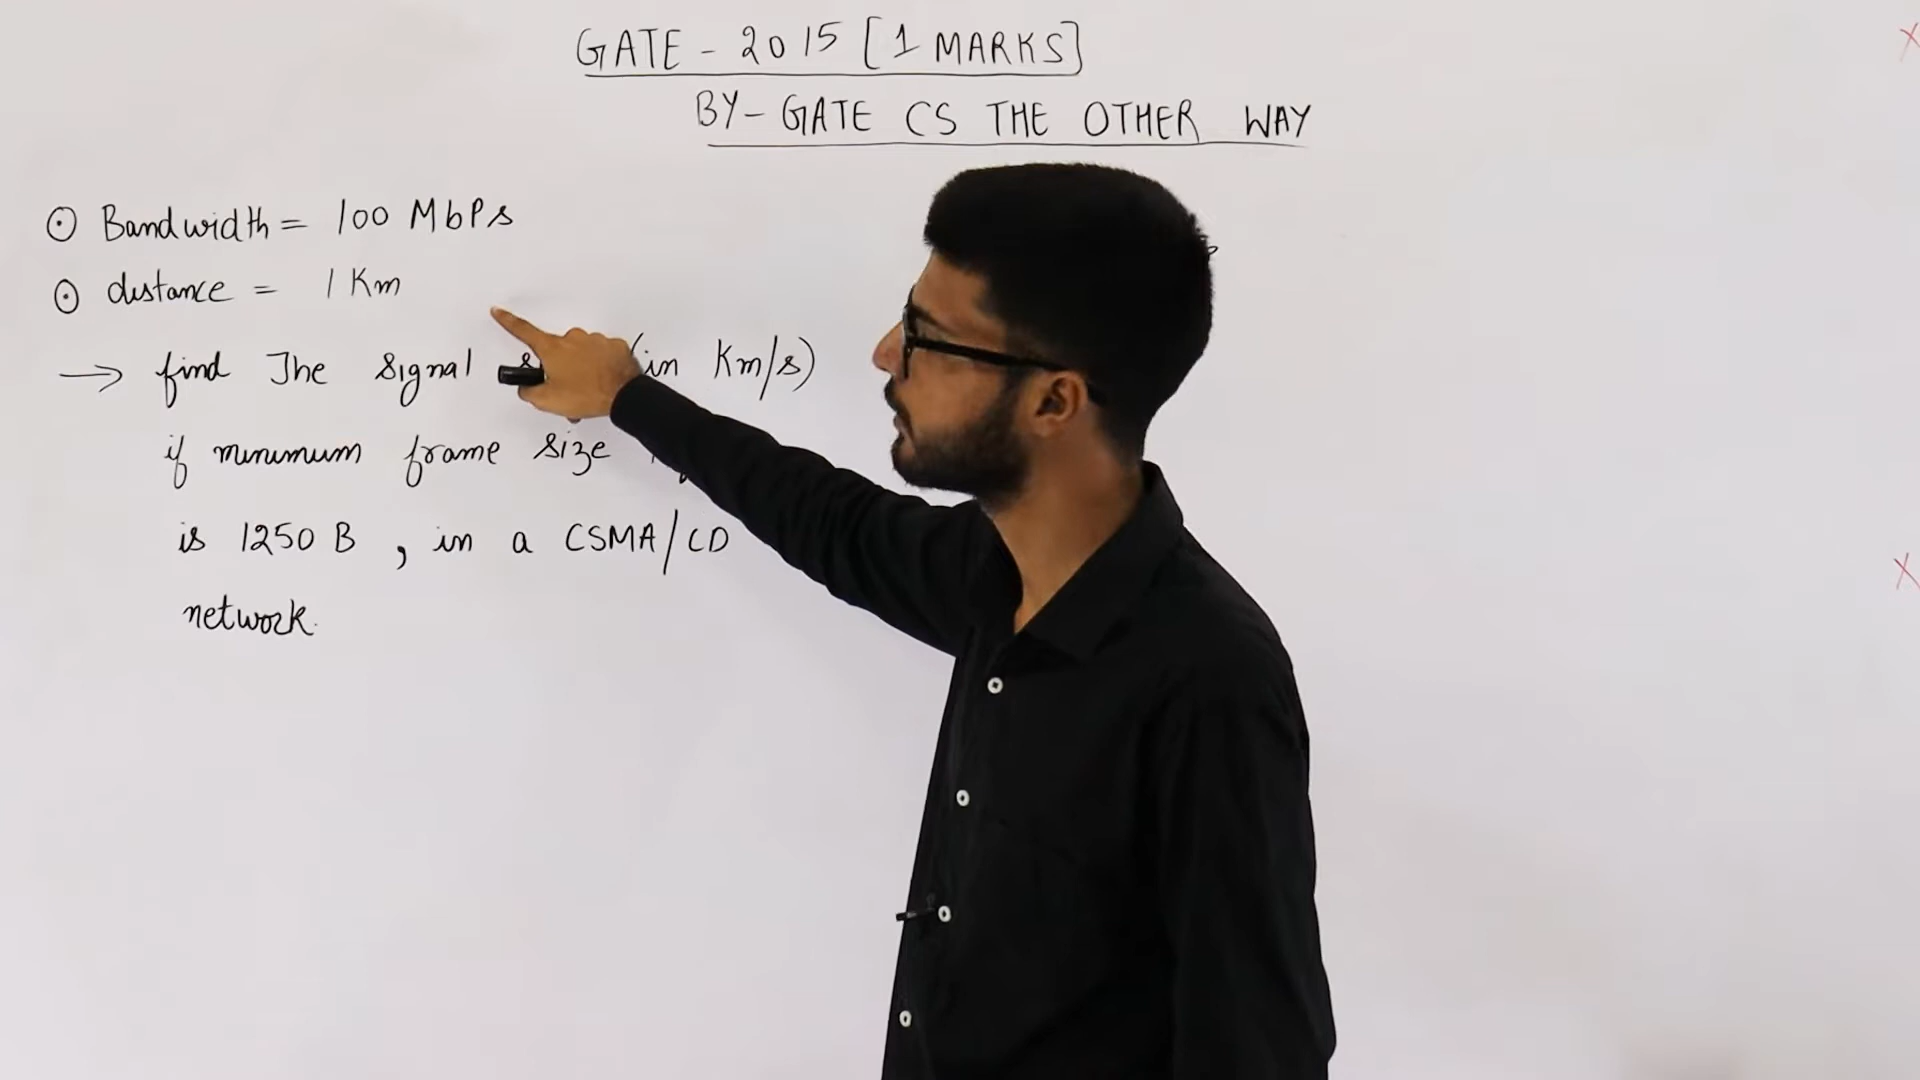 GATE - 2015 [1 MARKS]
BY - GATE CS THE OTHER WAY
⊙ Bandwidth = 100 MbPs
⊙ distance = 1 Km
→ find The signal (in Km/s)
if minimum frame size
is 1250 B , in a CSMA/CD
network.